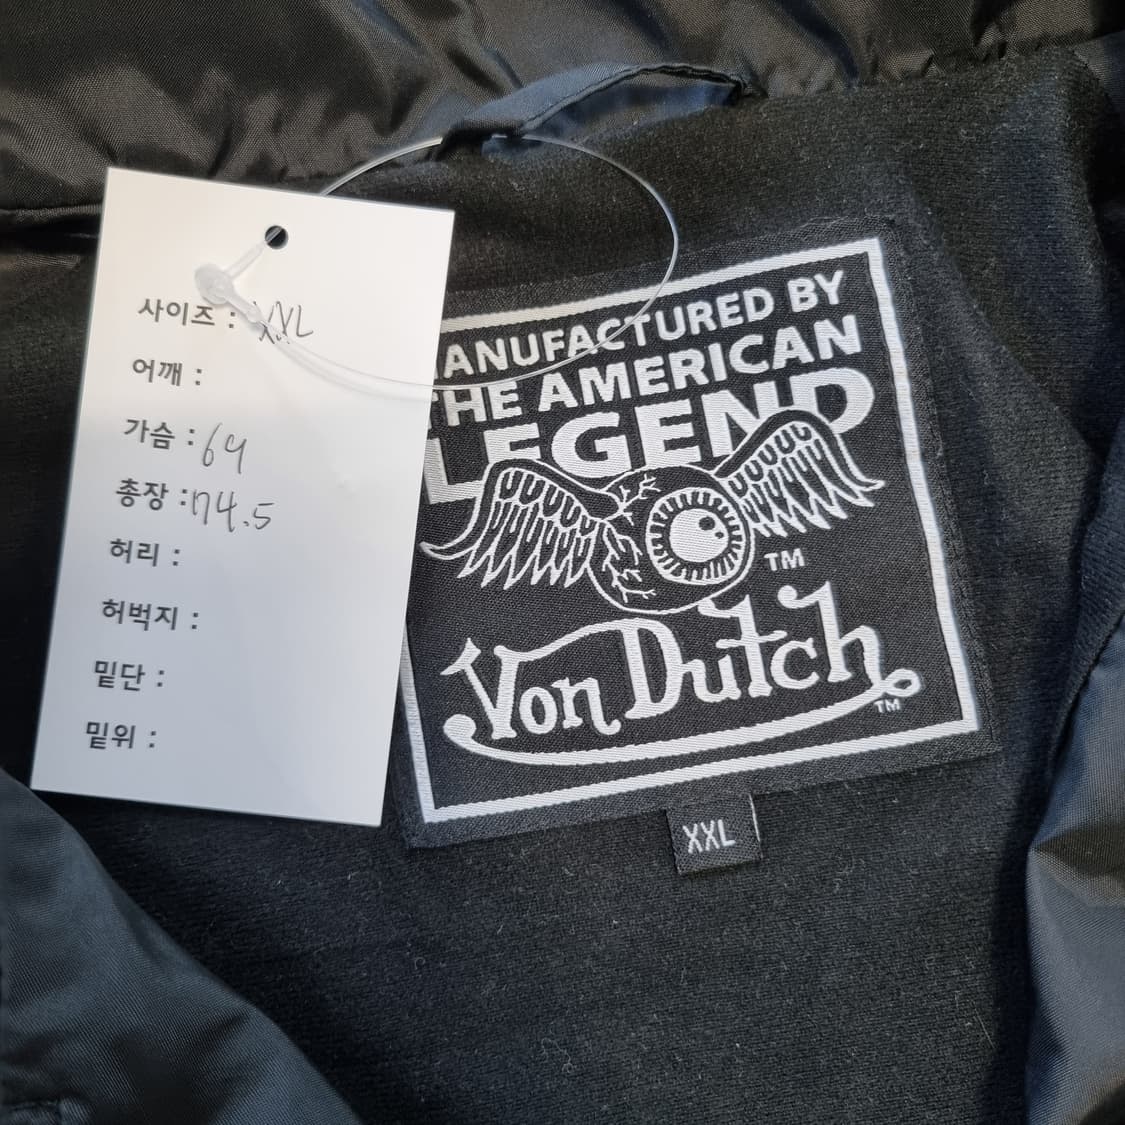 사이즈 : XXL
어깨 :
가슴 : 64
총장 : 74.5
허리 :
허벅지 :
밑단 :
밑위 :
MANUFACTURED BY
THE AMERICAN
LEGEND
TM
Von Dutch
TM
XXL